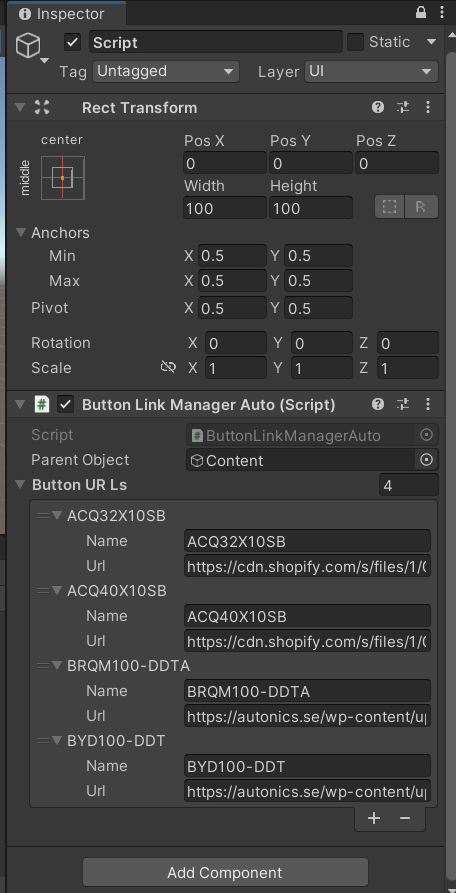 Inspector
Script Static
Tag Untagged Layer UI
Rect Transform
center
middle
Pos X Pos Y Pos Z
0 0 0
Width Height
100 100
R
Anchors
Min X 0.5 Y 0.5
Max X 0.5 Y 0.5
Pivot X 0.5 Y 0.5
Rotation X 0 Y 0 Z 0
Scale X 1 Y 1 Z 1
# Button Link Manager Auto (Script)
Script ButtonLinkManagerAuto
Parent Object Content
Button UR Ls 4
ACQ32X10SB
Name ACQ32X10SB
Url https://cdn.shopify.com/s/files/1/0
ACQ40X10SB
Name ACQ40X10SB
Url https://cdn.shopify.com/s/files/1/0
BRQM100-DDTA
Name BRQM100-DDTA
Url https://autonics.se/wp-content/up
BYD100-DDT
Name BYD100-DDT
Url https://autonics.se/wp-content/up
+ −
Add Component